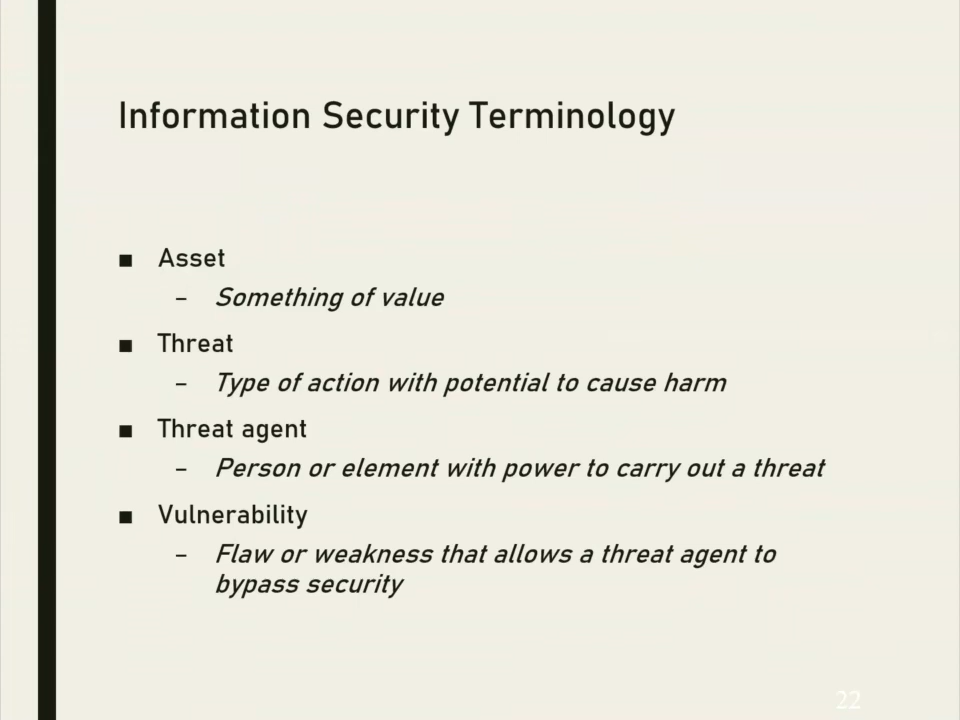 Information Security Terminology
■ Asset
– Something of value
■ Threat
– Type of action with potential to cause harm
■ Threat agent
– Person or element with power to carry out a threat
■ Vulnerability
– Flaw or weakness that allows a threat agent to
bypass security
22